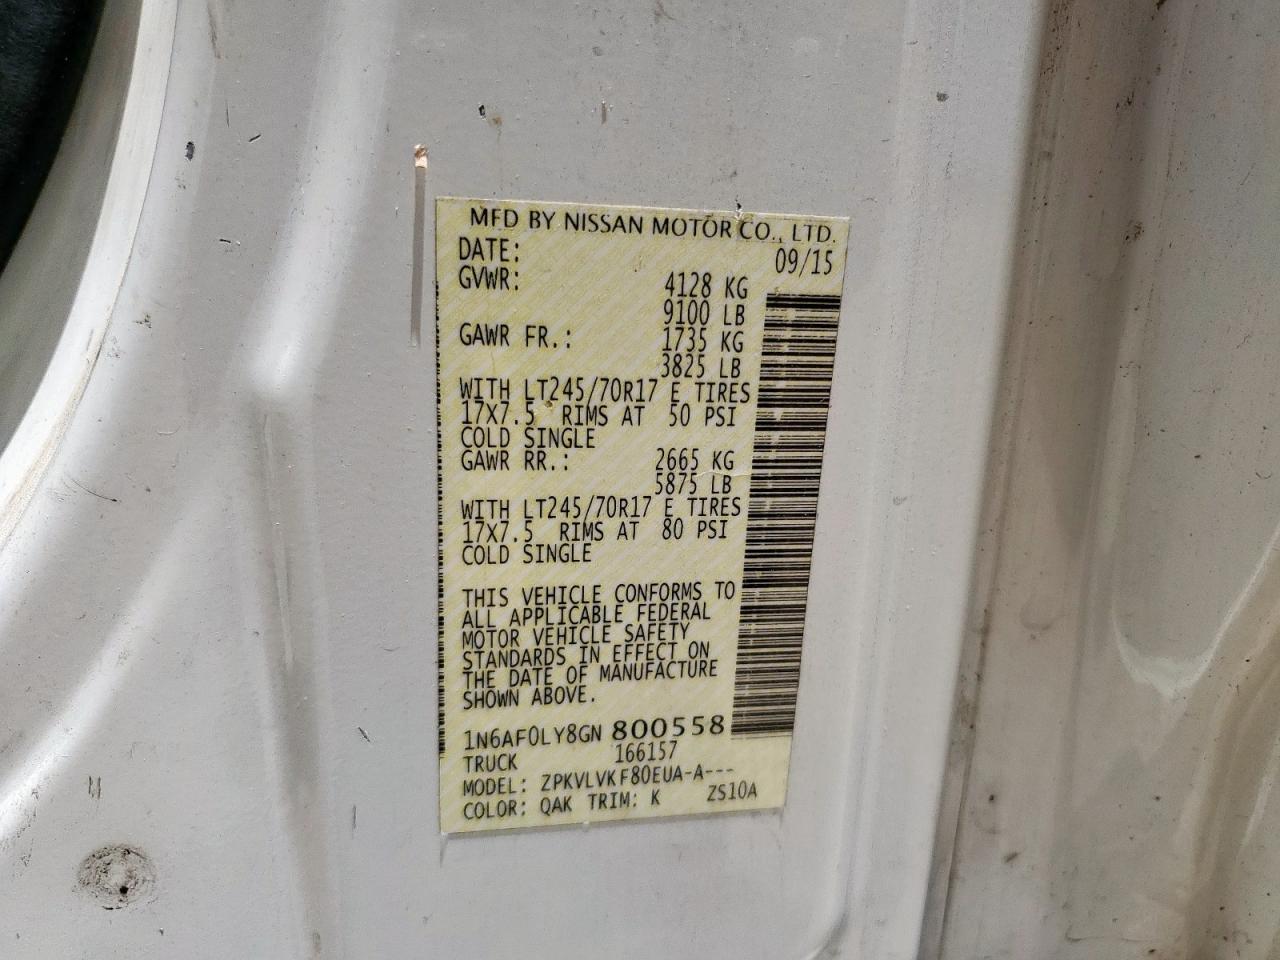 MFD BY NISSAN MOTOR CO., LTD.
DATE: 09/15
GVWR: 4128 KG
9100 LB
GAWR FR.: 1735 KG
3825 LB
WITH LT245/70R17 E TIRES
17X7.5 RIMS AT 50 PSI
COLD SINGLE
GAWR RR.: 2665 KG
5875 LB
WITH LT245/70R17 E TIRES
17X7.5 RIMS AT 80 PSI
COLD SINGLE
THIS VEHICLE CONFORMS TO
ALL APPLICABLE FEDERAL
MOTOR VEHICLE SAFETY
STANDARDS IN EFFECT ON
THE DATE OF MANUFACTURE
SHOWN ABOVE.
1N6AF0LY8GN 800558
TRUCK 166157
MODEL: ZPKVLVKF80EUA-A---
COLOR: QAK TRIM: K ZS10A